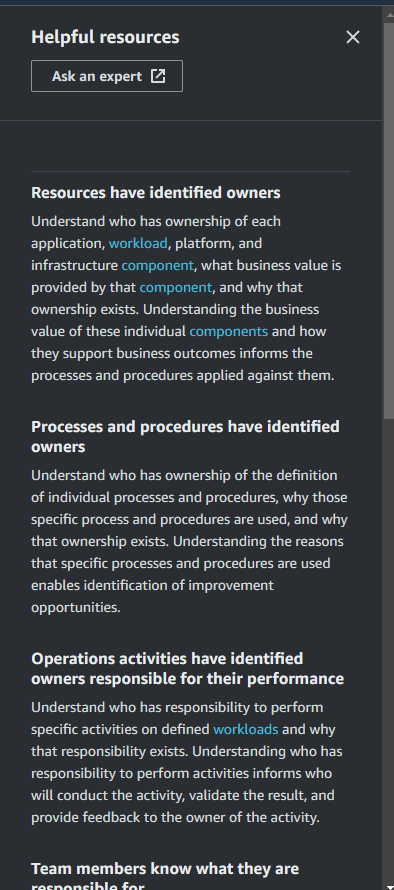 Helpful resources
Ask an expert
Resources have identified owners
Understand who has ownership of each
application, workload, platform, and
infrastructure component, what business value is
provided by that component, and why that
ownership exists. Understanding the business
value of these individual components and how
they support business outcomes informs the
processes and procedures applied against them.
Processes and procedures have identified
owners
Understand who has ownership of the definition
of individual processes and procedures, why those
specific process and procedures are used, and why
that ownership exists. Understanding the reasons
that specific processes and procedures are used
enables identification of improvement
opportunities.
Operations activities have identified
owners responsible for their performance
Understand who has responsibility to perform
specific activities on defined workloads and why
that responsibility exists. Understanding who has
responsibility to perform activities informs who
will conduct the activity, validate the result, and
provide feedback to the owner of the activity.
Team members know what they are
responsible for